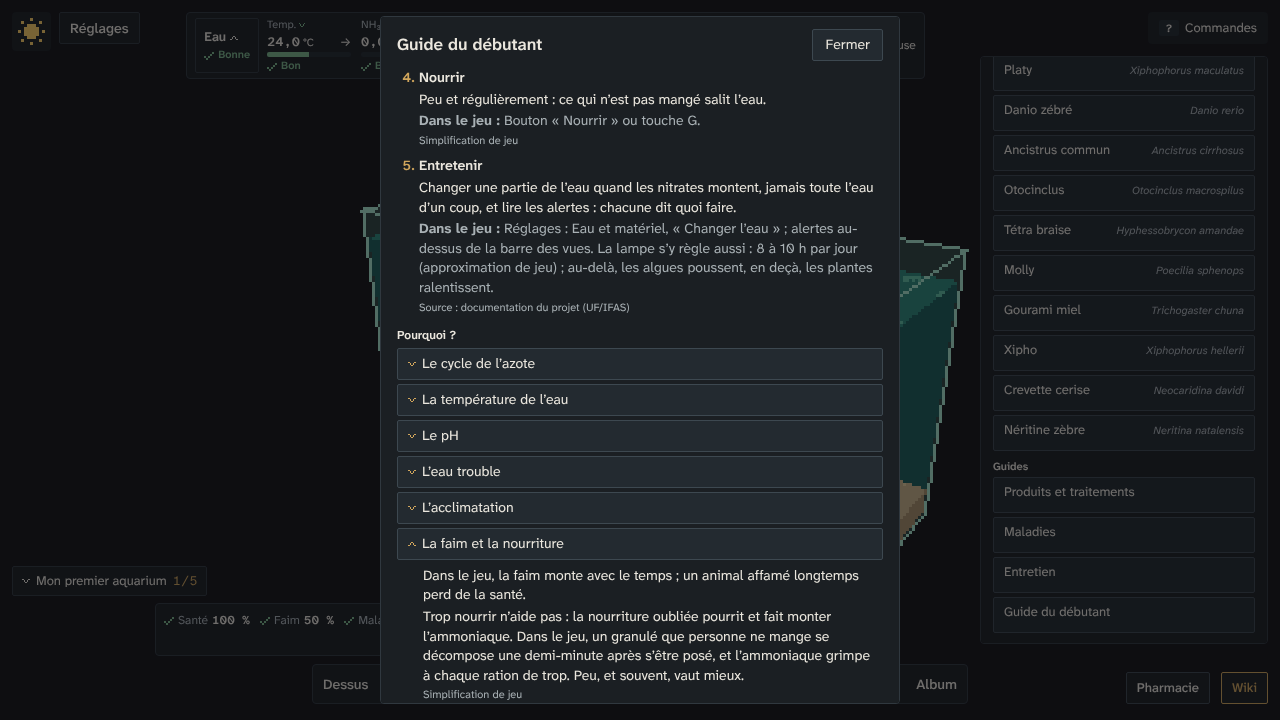 Réglages
Eau
Bonne
Temp.
24,0 °C
Bon
NH₃
Commandes
?
Guide du débutant
Fermer
4. Nourrir
Peu et régulièrement : ce qui n’est pas mangé salit l’eau.
Dans le jeu : Bouton « Nourrir » ou touche G.
Simplification de jeu
5. Entretenir
Changer une partie de l’eau quand les nitrates montent, jamais toute l’eau
d’un coup, et lire les alertes : chacune dit quoi faire.
Dans le jeu : Réglages : Eau et matériel, « Changer l’eau » ; alertes au-
dessus de la barre des vues. La lampe s’y règle aussi : 8 à 10 h par jour
(approximation de jeu) ; au-delà, les algues poussent, en deçà, les plantes
ralentissent.
Source : documentation du projet (UF/IFAS)
Pourquoi ?
Le cycle de l’azote
La température de l’eau
Le pH
L’eau trouble
L’acclimatation
La faim et la nourriture
Dans le jeu, la faim monte avec le temps ; un animal affamé longtemps
perd de la santé.
Trop nourrir n’aide pas : la nourriture oubliée pourrit et fait monter
l’ammoniaque. Dans le jeu, un granulé que personne ne mange se
décompose une demi-minute après s’être posé, et l’ammoniaque grimpe
à chaque ration de trop. Peu, et souvent, vaut mieux.
Simplification de jeu
Platy Xiphophorus maculatus
Danio zébré Danio rerio
Ancistrus commun Ancistrus cirrhosus
Otocinclus Otocinclus macrospilus
Tétra braise Hyphessobrycon amandae
Molly Poecilia sphenops
Gourami miel Trichogaster chuna
Xipho Xiphophorus hellerii
Crevette cerise Neocaridina davidi
Néritine zèbre Neritina natalensis
Guides
Produits et traitements
Maladies
Entretien
Guide du débutant
Mon premier aquarium 1/5
Santé 100 % Faim 50 %
Dessus
Album
Pharmacie
Wiki